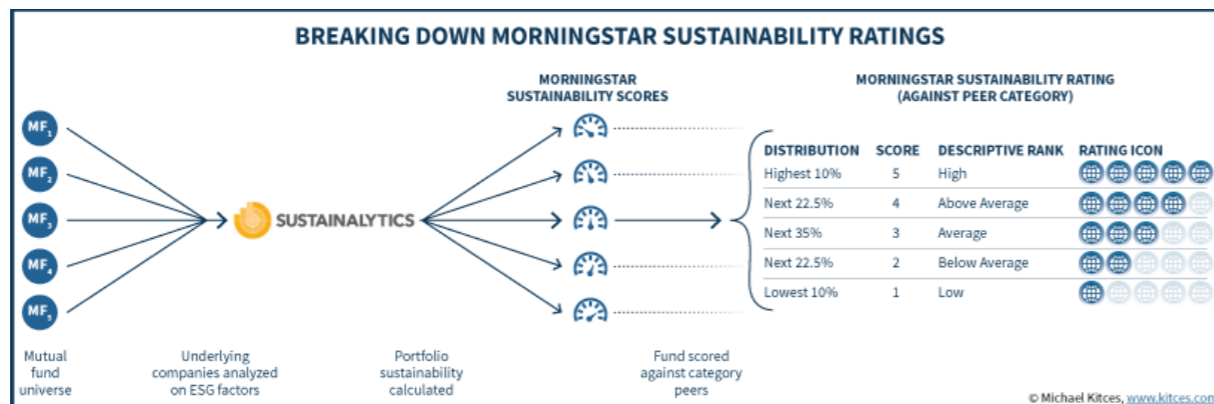 BREAKING DOWN MORNINGSTAR SUSTAINABILITY RATINGS
MORNINGSTAR
SUSTAINABILITY SCORES
MORNINGSTAR SUSTAINABILITY RATING
(AGAINST PEER CATEGORY)
MF1
MF2
MF3
MF4
MF5
SUSTAINALYTICS
DISTRIBUTION SCORE DESCRIPTIVE RANK RATING ICON
Highest 10% 5 High
Next 22.5% 4 Above Average
Next 35% 3 Average
Next 22.5% 2 Below Average
Lowest 10% 1 Low
Mutual
fund
universe
Underlying
companies analyzed
on ESG factors
Portfolio
sustainability
calculated
Fund scored
against category
peers
© Michael Kitces, www.kitces.com